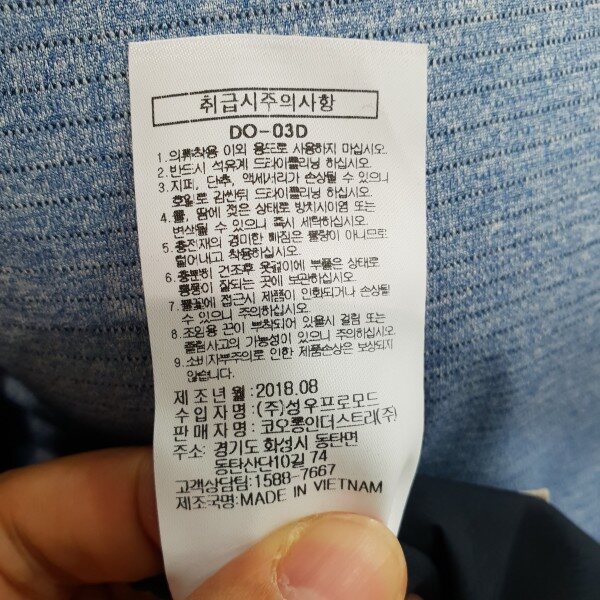 취급시주의사항
DO-03D
1. 의류착용 이외 용도로 사용하지 마십시오.
2. 반드시 석유계 드라이클리닝 하십시오.
3. 지퍼, 단추, 액세서리가 손상될 수 있으니
호일로 감싼뒤 드라이클리닝 하십시오.
4. 물, 땀에 젖은 상태로 방치시이염 또는
변색될 수 있으니 즉시 세탁하십시오.
5. 충전재의 경미한 빠짐은 불량이 아니므로
털어내고 착용하십시오.
6. 충분히 건조후 옷걸이에 부풀은 상태로
통풍이 잘되는 곳에 보관하십시오.
7. 불꽃에 접근시 제품이 인화되거나 손상될
수 있으니 주의하십시오.
8. 조임용 끈이 부착되어 있을시 걸림 또는
졸림사고의 가능성이 있으니 주의하십시오.
9. 소비자부주의로 인한 제품손상은 보상되지
않습니다.
제 조 년 월 : 2018.08
수 입 자 명 : (주)성우프로모드
판 매 자 명 : 코오롱인더스트리(주)
주소: 경기도 화성시 동탄면
동탄산단10길 74
고객상담팀:1588-7667
제조국명:MADE IN VIETNAM